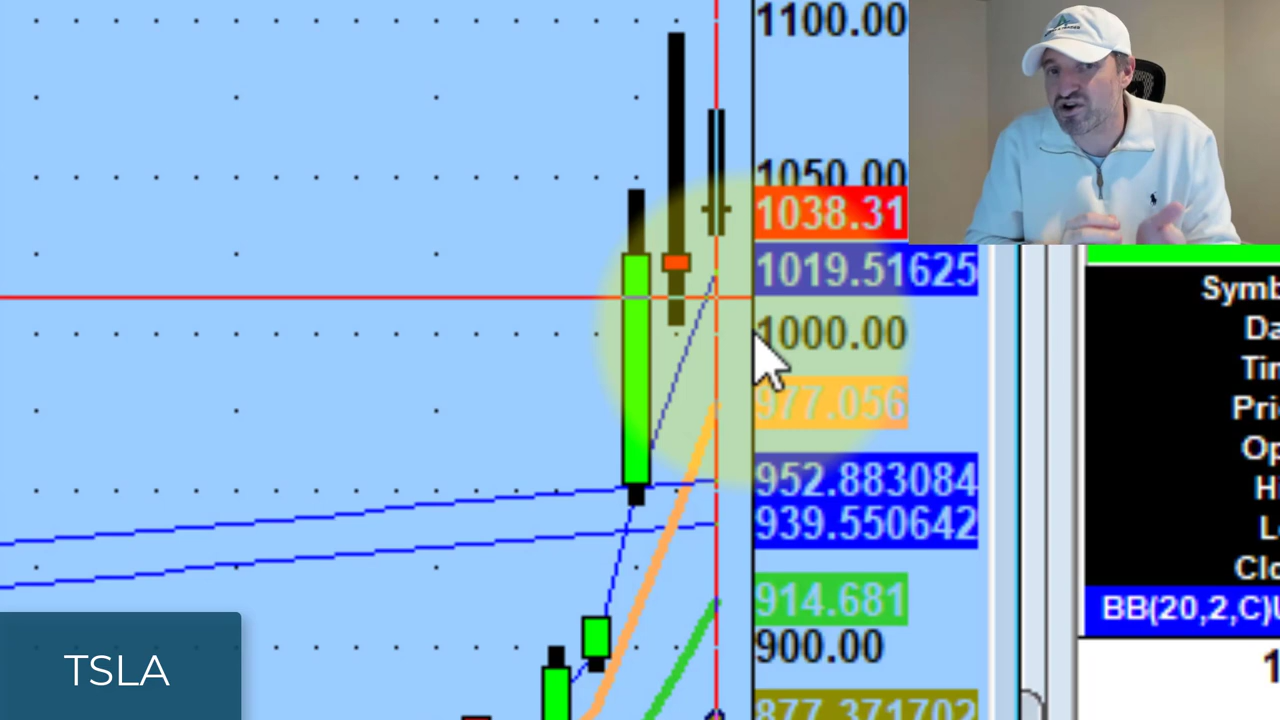 1100.00
1050.00
1038.31
1019.51625
1000.00
977.056
952.883084
939.550642
914.681
900.00
877.371702
Symb
Da
Tim
Pri
Op
Hi
Lo
Clo
BB(20,2,C)U
1
TSLA